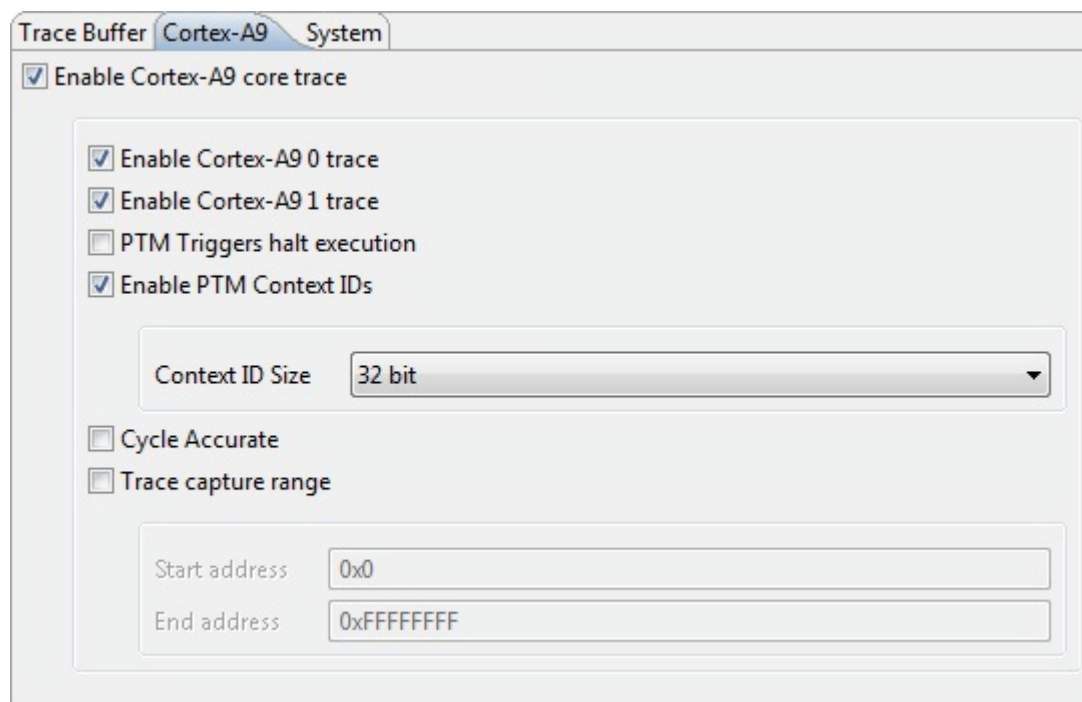 Trace Buffer Cortex-A9 System
Enable Cortex-A9 core trace
Enable Cortex-A9 0 trace
Enable Cortex-A9 1 trace
PTM Triggers halt execution
Enable PTM Context IDs
Context ID Size 32 bit
Cycle Accurate
Trace capture range
Start address 0x0
End address 0xFFFFFFFF